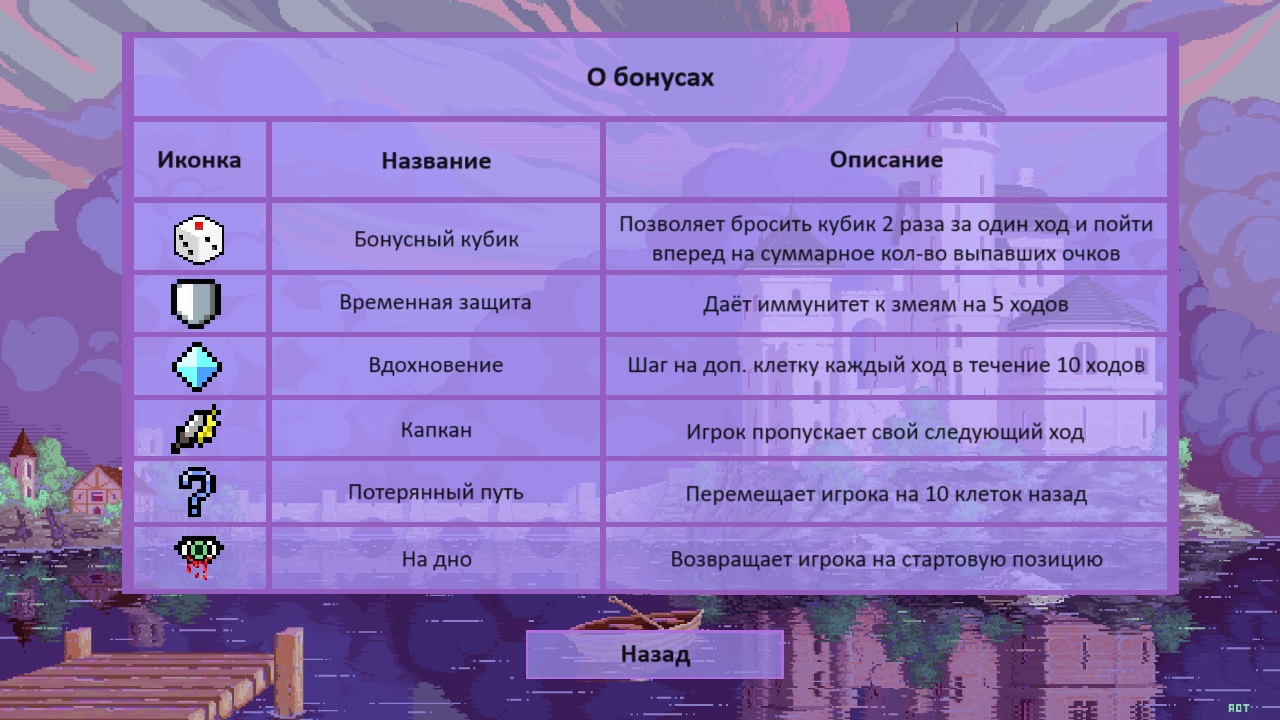 О бонусах
Иконка
Название
Описание
Бонусный кубик
Позволяет бросить кубик 2 раза за один ход и пойти
вперед на суммарное кол-во выпавших очков
Временная защита
Даёт иммунитет к змеям на 5 ходов
Вдохновение
Шаг на доп. клетку каждый ход в течение 10 ходов
Капкан
Игрок пропускает свой следующий ход
Потерянный путь
Перемещает игрока на 10 клеток назад
На дно
Возвращает игрока на стартовую позицию
Назад